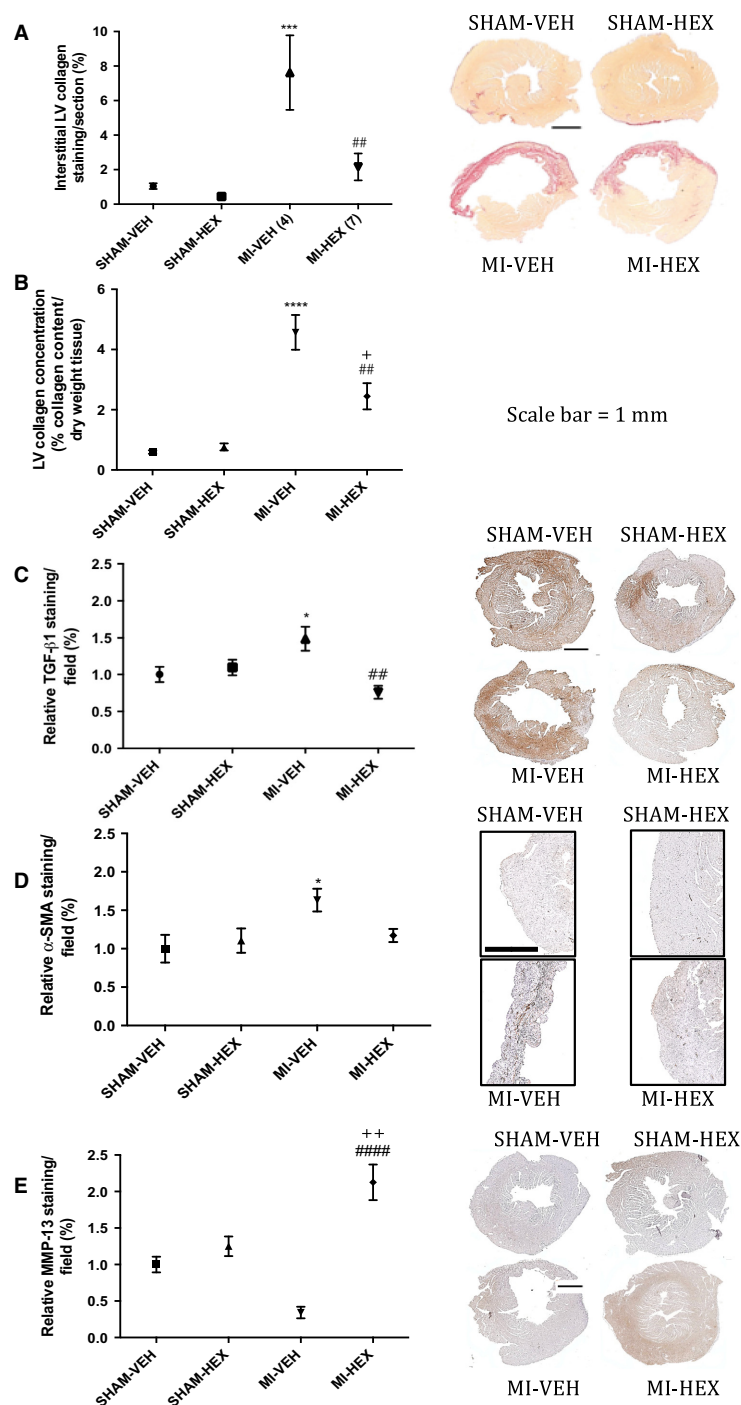 A
Interstitial LV collagen
staining/section (%)
10
8
6
4
2
0
***
##
SHAM-VEH
SHAM-HEX
MI-VEH (4)
MI-HEX (7)
SHAM-VEH SHAM-HEX
MI-VEH MI-HEX
B
LV collagen concentration
(% collagen content/
dry weight tissue)
6
4
2
0
****
+
##
SHAM-VEH
SHAM-HEX
MI-VEH
MI-HEX
Scale bar = 1 mm
C
Relative TGF-β1 staining/
field (%)
2.5
2.0
1.5
1.0
0.5
0.0
*
##
SHAM-VEH
SHAM-HEX
MI-VEH
MI-HEX
SHAM-VEH SHAM-HEX
MI-VEH MI-HEX
D
Relative α-SMA staining/
field (%)
2.5
2.0
1.5
1.0
0.5
0.0
*
SHAM-VEH
SHAM-HEX
MI-VEH
MI-HEX
SHAM-VEH SHAM-HEX
MI-VEH MI-HEX
E
Relative MMP-13 staining/
field (%)
2.5
2.0
1.5
1.0
0.5
0.0
++
####
SHAM-VEH
SHAM-HEX
MI-VEH
MI-HEX
SHAM-VEH SHAM-HEX
MI-VEH MI-HEX